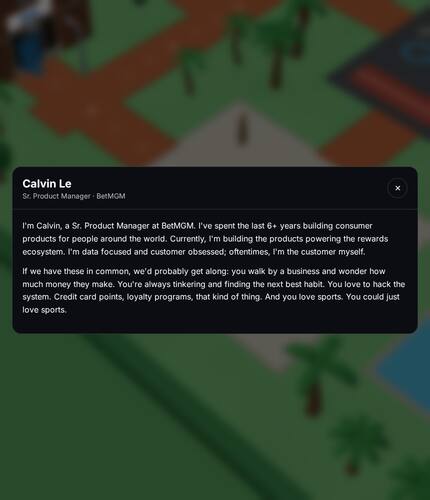 Calvin Le
Sr. Product Manager · BetMGM
I'm Calvin, a Sr. Product Manager at BetMGM. I've spent the last 6+ years building consumer
products for people around the world. Currently, I'm building the products powering the rewards
ecosystem. I'm data focused and customer obsessed; oftentimes, I'm the customer myself.
If we have these in common, we'd probably get along: you walk by a business and wonder how
much money they make. You're always tinkering and finding the next best habit. You love to hack the
system. Credit card points, loyalty programs, that kind of thing. And you love sports. You could just
love sports.